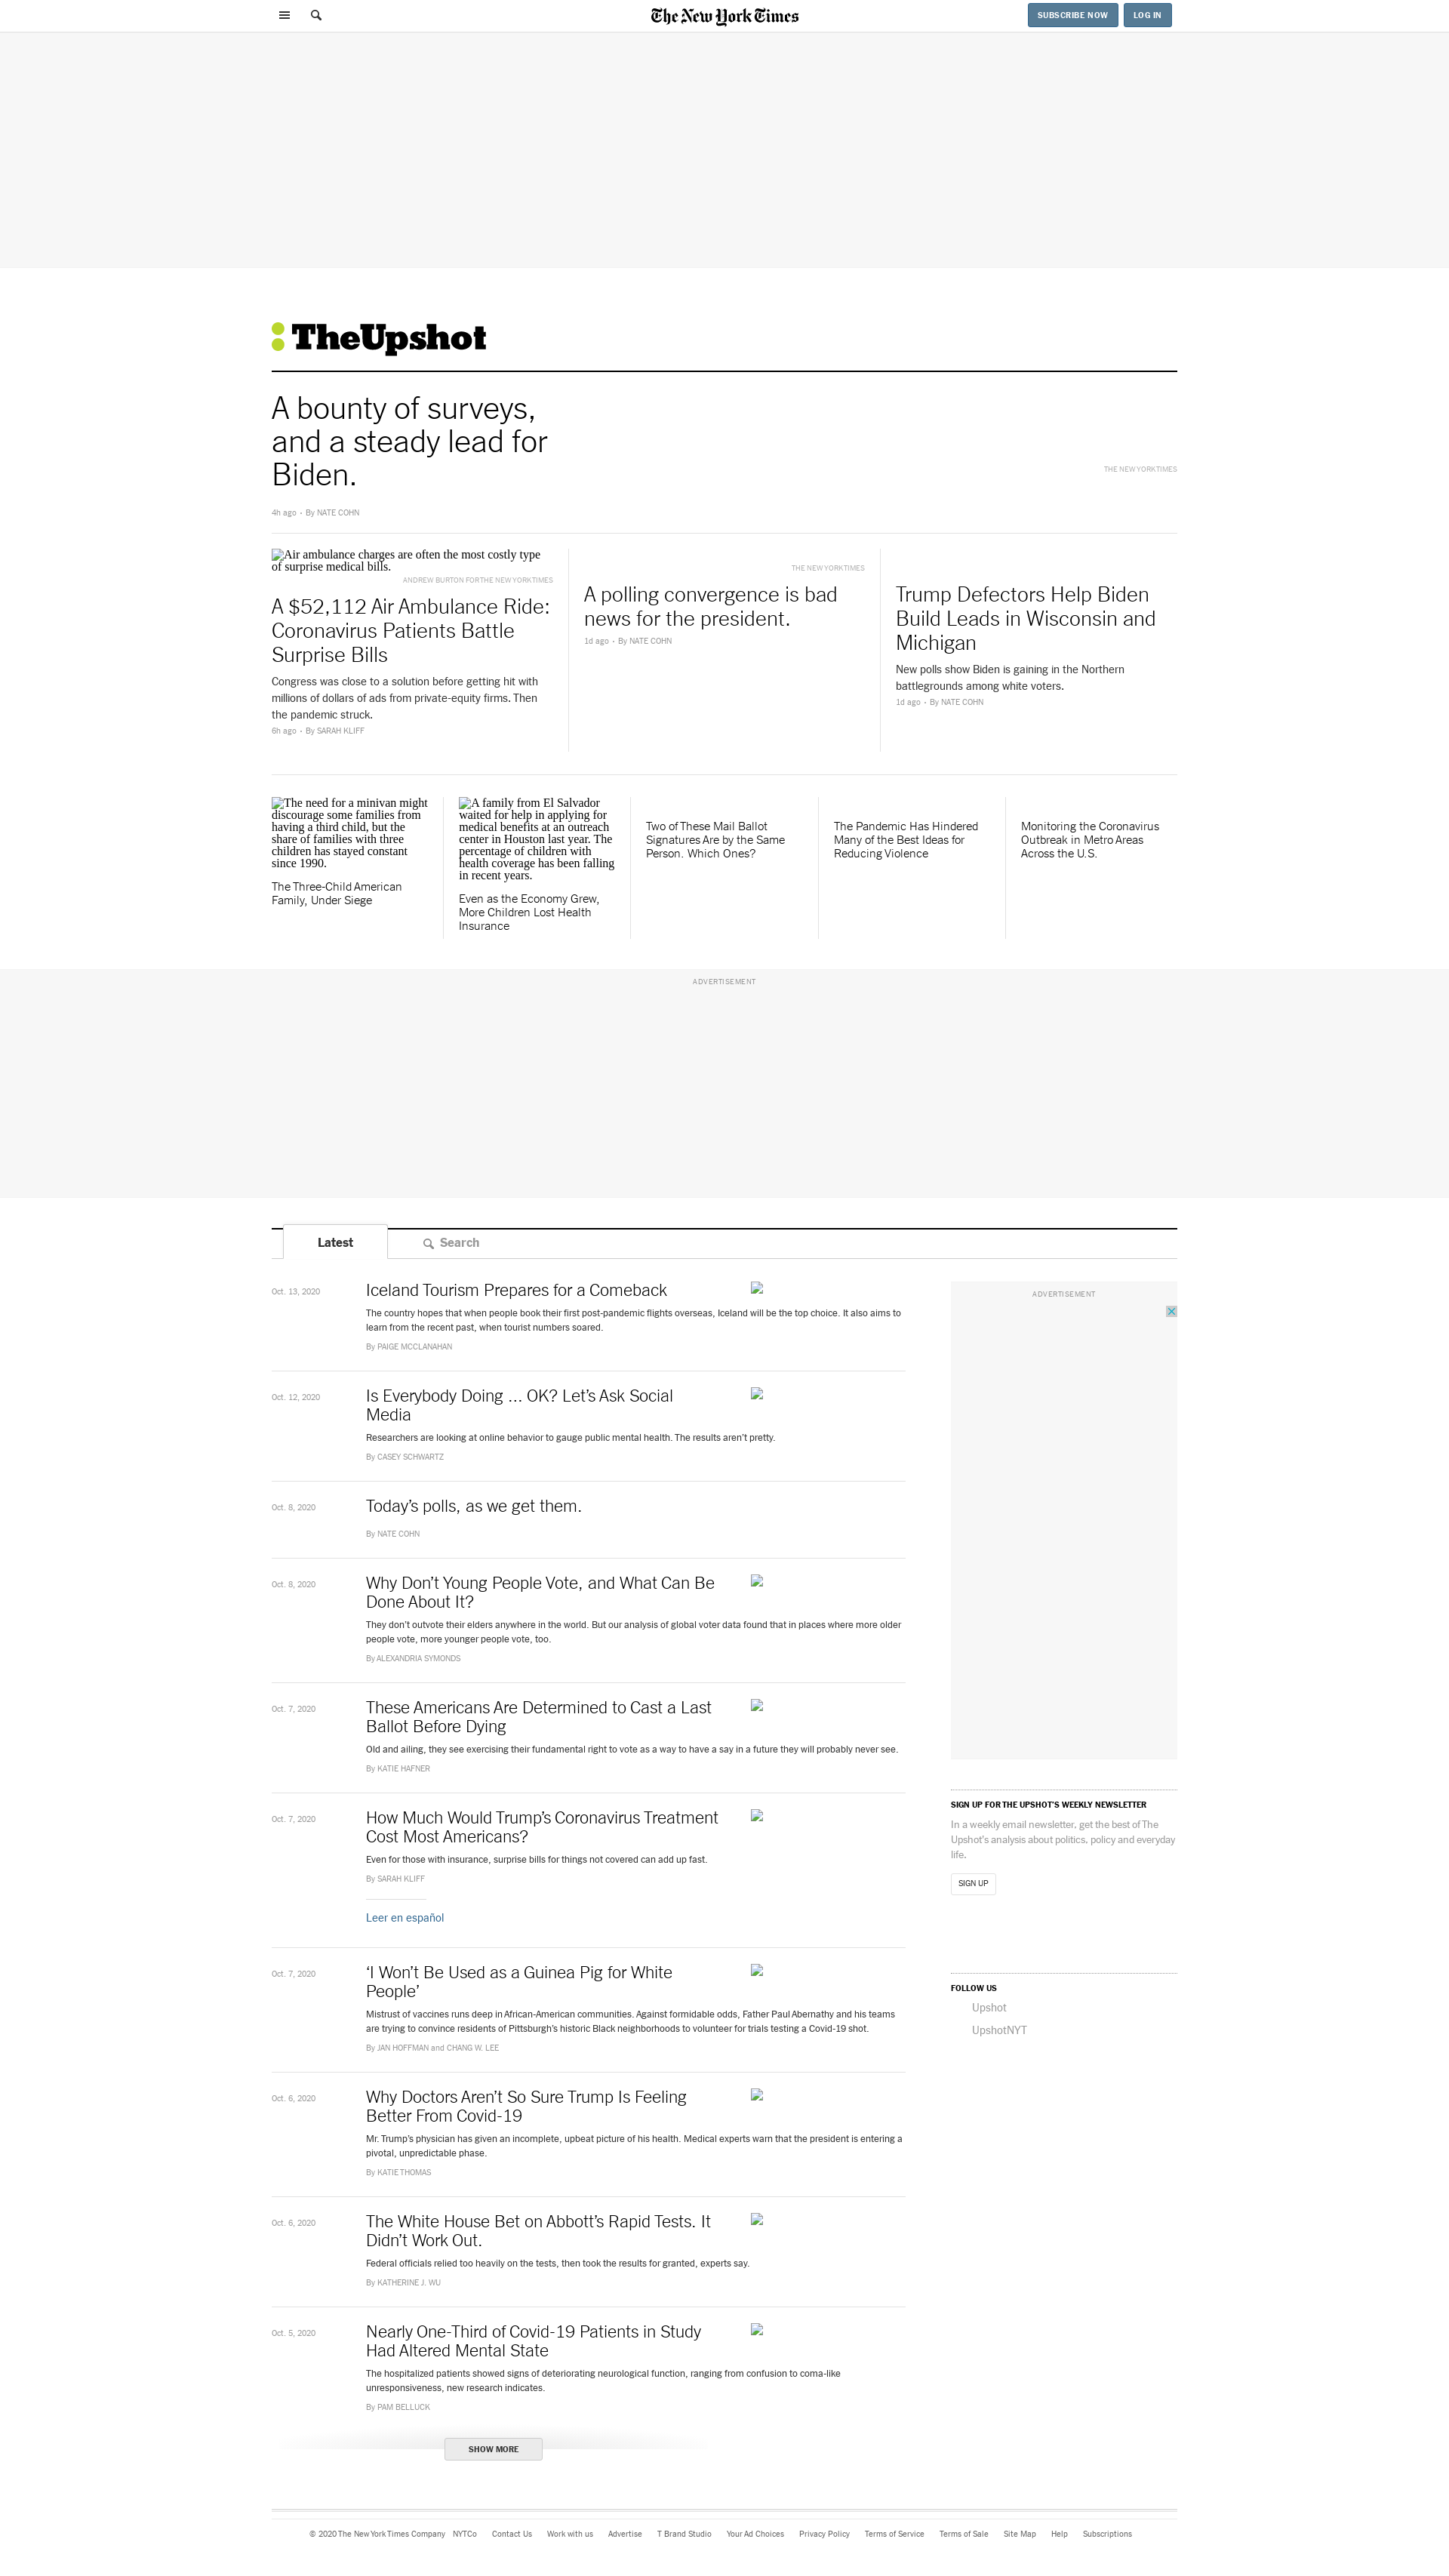 The New York Times
SUBSCRIBE NOW
LOG IN
TheUpshot
A bounty of surveys,
and a steady lead for
Biden.
THE NEW YORK TIMES
4h ago • By NATE COHN
Air ambulance charges are often the most costly type
of surprise medical bills.
ANDREW BURTON FOR THE NEW YORK TIMES
A $52,112 Air Ambulance Ride:
Coronavirus Patients Battle
Surprise Bills
Congress was close to a solution before getting hit with
millions of dollars of ads from private-equity firms. Then
the pandemic struck.
6h ago • By SARAH KLIFF
THE NEW YORK TIMES
A polling convergence is bad
news for the president.
1d ago • By NATE COHN
Trump Defectors Help Biden
Build Leads in Wisconsin and
Michigan
New polls show Biden is gaining in the Northern
battlegrounds among white voters.
1d ago • By NATE COHN
The need for a minivan might
discourage some families from
having a third child, but the
share of families with three
children has stayed constant
since 1990.
The Three-Child American
Family, Under Siege
A family from El Salvador
waited for help in applying for
medical benefits at an outreach
center in Houston last year. The
percentage of children with
health coverage has been falling
in recent years.
Even as the Economy Grew,
More Children Lost Health
Insurance
Two of These Mail Ballot
Signatures Are by the Same
Person. Which Ones?
The Pandemic Has Hindered
Many of the Best Ideas for
Reducing Violence
Monitoring the Coronavirus
Outbreak in Metro Areas
Across the U.S.
ADVERTISEMENT
Latest
Search
Oct. 13, 2020
Iceland Tourism Prepares for a Comeback
The country hopes that when people book their first post-pandemic flights overseas, Iceland will be the top choice. It also aims to
learn from the recent past, when tourist numbers soared.
By PAIGE MCCLANAHAN
Oct. 12, 2020
Is Everybody Doing … OK? Let’s Ask Social
Media
Researchers are looking at online behavior to gauge public mental health. The results aren’t pretty.
By CASEY SCHWARTZ
Oct. 8, 2020
Today’s polls, as we get them.
By NATE COHN
Oct. 8, 2020
Why Don’t Young People Vote, and What Can Be
Done About It?
They don’t outvote their elders anywhere in the world. But our analysis of global voter data found that in places where more older
people vote, more younger people vote, too.
By ALEXANDRIA SYMONDS
Oct. 7, 2020
These Americans Are Determined to Cast a Last
Ballot Before Dying
Old and ailing, they see exercising their fundamental right to vote as a way to have a say in a future they will probably never see.
By KATIE HAFNER
Oct. 7, 2020
How Much Would Trump’s Coronavirus Treatment
Cost Most Americans?
Even for those with insurance, surprise bills for things not covered can add up fast.
By SARAH KLIFF
Leer en español
Oct. 7, 2020
‘I Won’t Be Used as a Guinea Pig for White
People’
Mistrust of vaccines runs deep in African-American communities. Against formidable odds, Father Paul Abernathy and his teams
are trying to convince residents of Pittsburgh’s historic Black neighborhoods to volunteer for trials testing a Covid-19 shot.
By JAN HOFFMAN and CHANG W. LEE
Oct. 6, 2020
Why Doctors Aren’t So Sure Trump Is Feeling
Better From Covid-19
Mr. Trump’s physician has given an incomplete, upbeat picture of his health. Medical experts warn that the president is entering a
pivotal, unpredictable phase.
By KATIE THOMAS
Oct. 6, 2020
The White House Bet on Abbott’s Rapid Tests. It
Didn’t Work Out.
Federal officials relied too heavily on the tests, then took the results for granted, experts say.
By KATHERINE J. WU
Oct. 5, 2020
Nearly One-Third of Covid-19 Patients in Study
Had Altered Mental State
The hospitalized patients showed signs of deteriorating neurological function, ranging from confusion to coma-like
unresponsiveness, new research indicates.
By PAM BELLUCK
SHOW MORE
ADVERTISEMENT
SIGN UP FOR THE UPSHOT’S WEEKLY NEWSLETTER
In a weekly email newsletter, get the best of The
Upshot’s analysis about politics, policy and everyday
life.
SIGN UP
FOLLOW US
Upshot
UpshotNYT
© 2020 The New York Times Company NYTCo Contact Us Work with us Advertise T Brand Studio Your Ad Choices Privacy Policy Terms of Service Terms of Sale Site Map Help Subscriptions